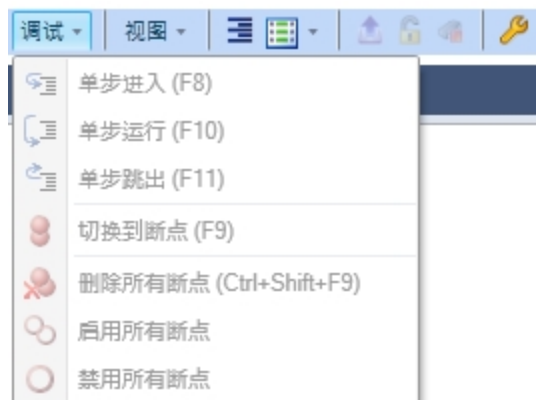 调试 视图
单步进入 (F8)
单步运行 (F10)
单步跳出 (F11)
切换到断点 (F9)
删除所有断点 (Ctrl+Shift+F9)
启用所有断点
禁用所有断点